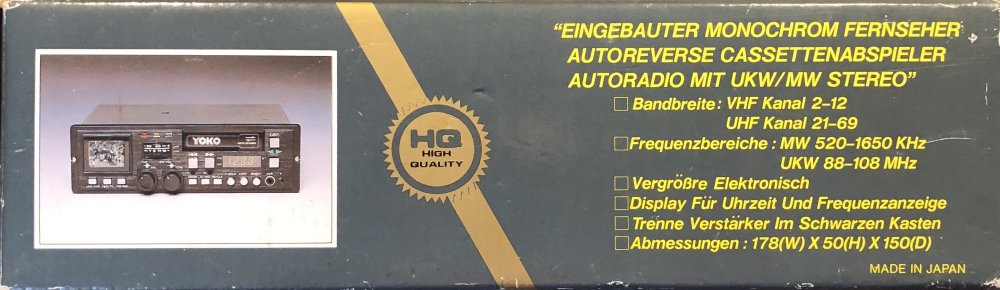 "EINGEBAUTER MONOCHROM FERNSEHER
AUTOREVERSE CASSETTENABSPIELER
AUTORADIO MIT UKW/MW STEREO"
Bandbreite: VHF Kanal 2–12
UHF Kanal 21–69
Frequenzbereiche : MW 520–1650 KHz
UKW 88–108 MHz
Vergrößre Elektronisch
Display Für Uhrzeit Und Frequenzanzeige
Trenne Verstärker Im Schwarzen Kasten
Abmessungen : 178(W) X 50(H) X 150(D)
MADE IN JAPAN
HQ
HIGH
QUALITY
YOKO